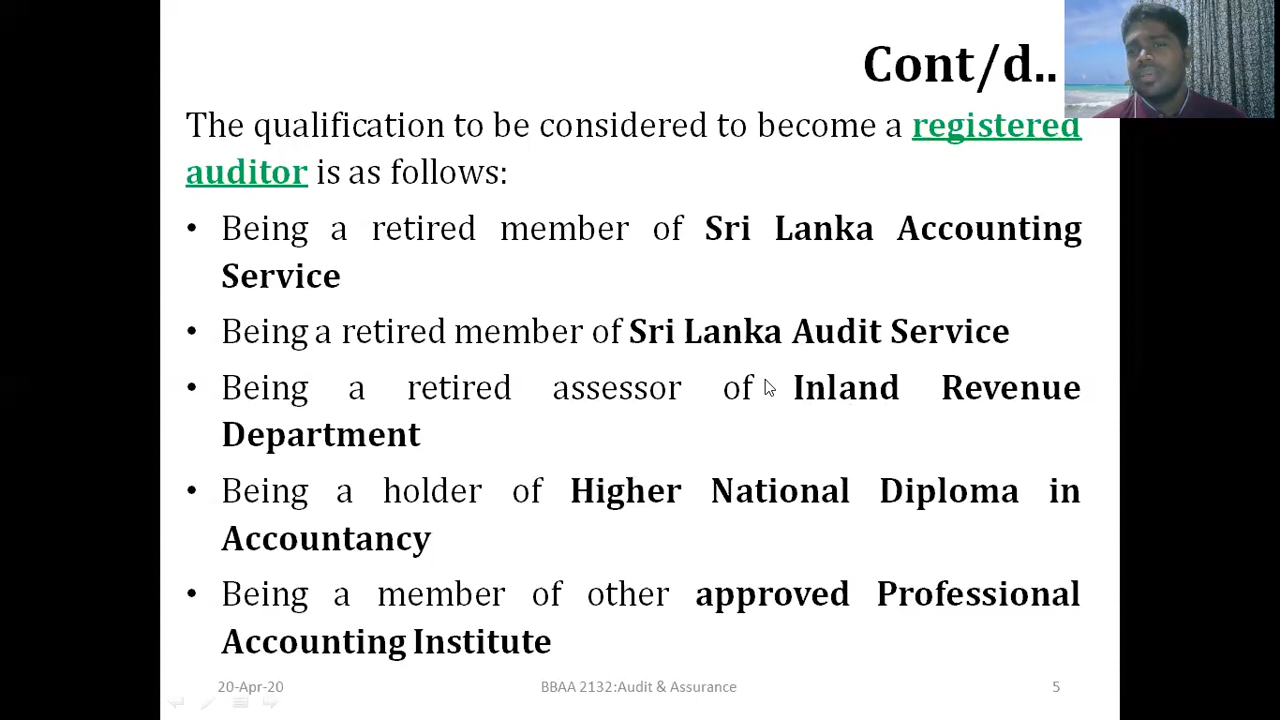 Cont/d..
The qualification to be considered to become a registered
auditor is as follows:
• Being a retired member of Sri Lanka Accounting
Service
• Being a retired member of Sri Lanka Audit Service
• Being a retired assessor of Inland Revenue
Department
• Being a holder of Higher National Diploma in
Accountancy
• Being a member of other approved Professional
Accounting Institute
20-Apr-20 BBAA 2132:Audit & Assurance 5